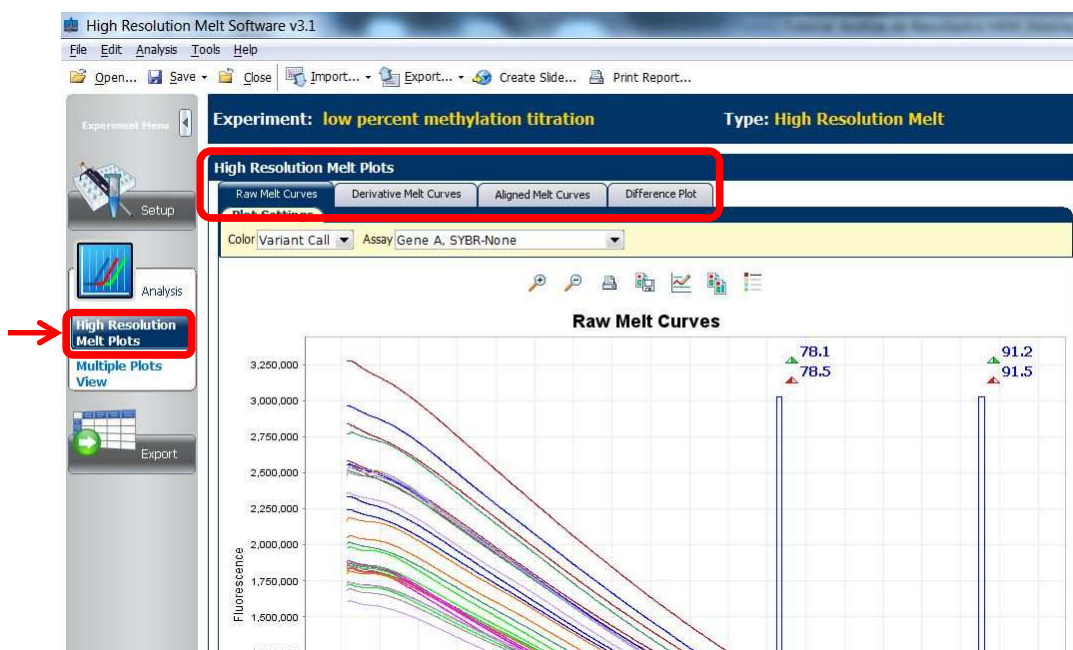 High Resolution Melt Software v3.1
File Edit Analysis Tools Help
Open... Save Close Import... Export... Create Slide... Print Report...
Experiment Menu
Experiment: low percent methylation titration Type: High Resolution Melt
High Resolution Melt Plots
Raw Melt Curves Derivative Melt Curves Aligned Melt Curves Difference Plot
Plot Settings
Setup
Color Variant Call Assay Gene A, SYBR-None
Analysis
High Resolution
Melt Plots
Multiple Plots
View
Export
Raw Melt Curves
78.1 91.2
78.5 91.5
3,250,000
3,000,000
2,750,000
2,500,000
2,250,000
2,000,000
1,750,000
1,500,000
Fluorescence